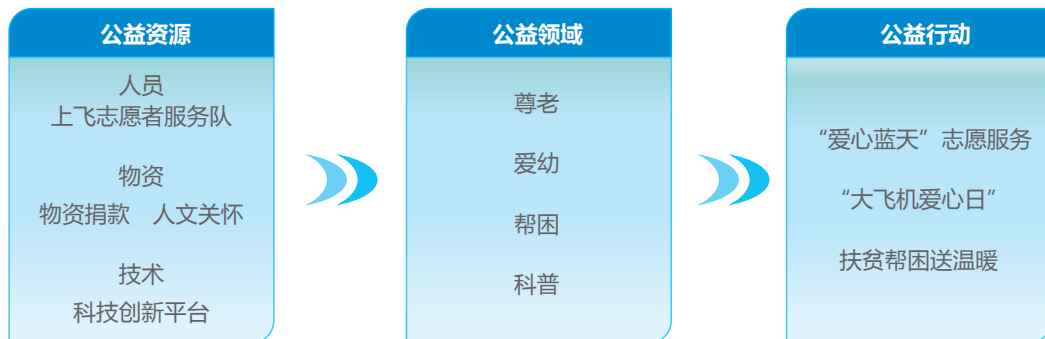 公益资源
人员
上飞志愿者服务队
物资
物资捐款 人文关怀
技术
科技创新平台
公益领域
尊老
爱幼
帮困
科普
公益行动
“爱心蓝天”志愿服务
“大飞机爱心日”
扶贫帮困送温暖